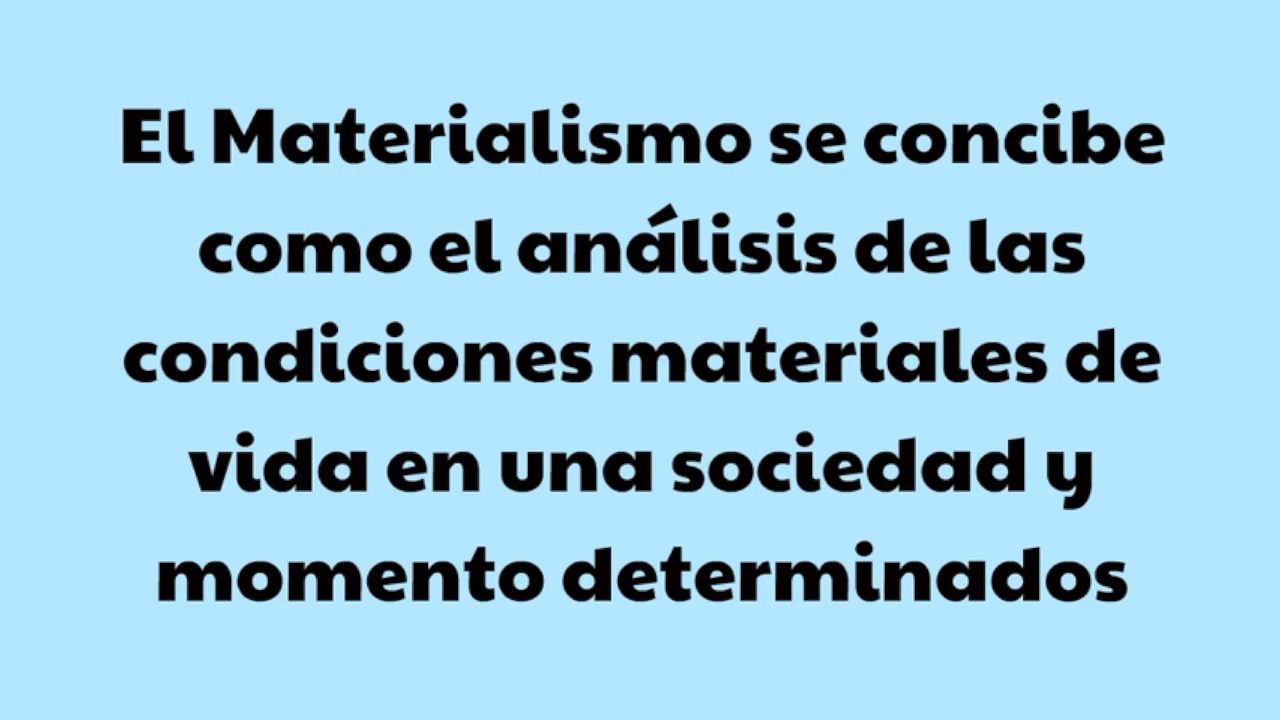 El Materialismo se concibe
como el análisis de las
condiciones materiales de
vida en una sociedad y
momento determinados